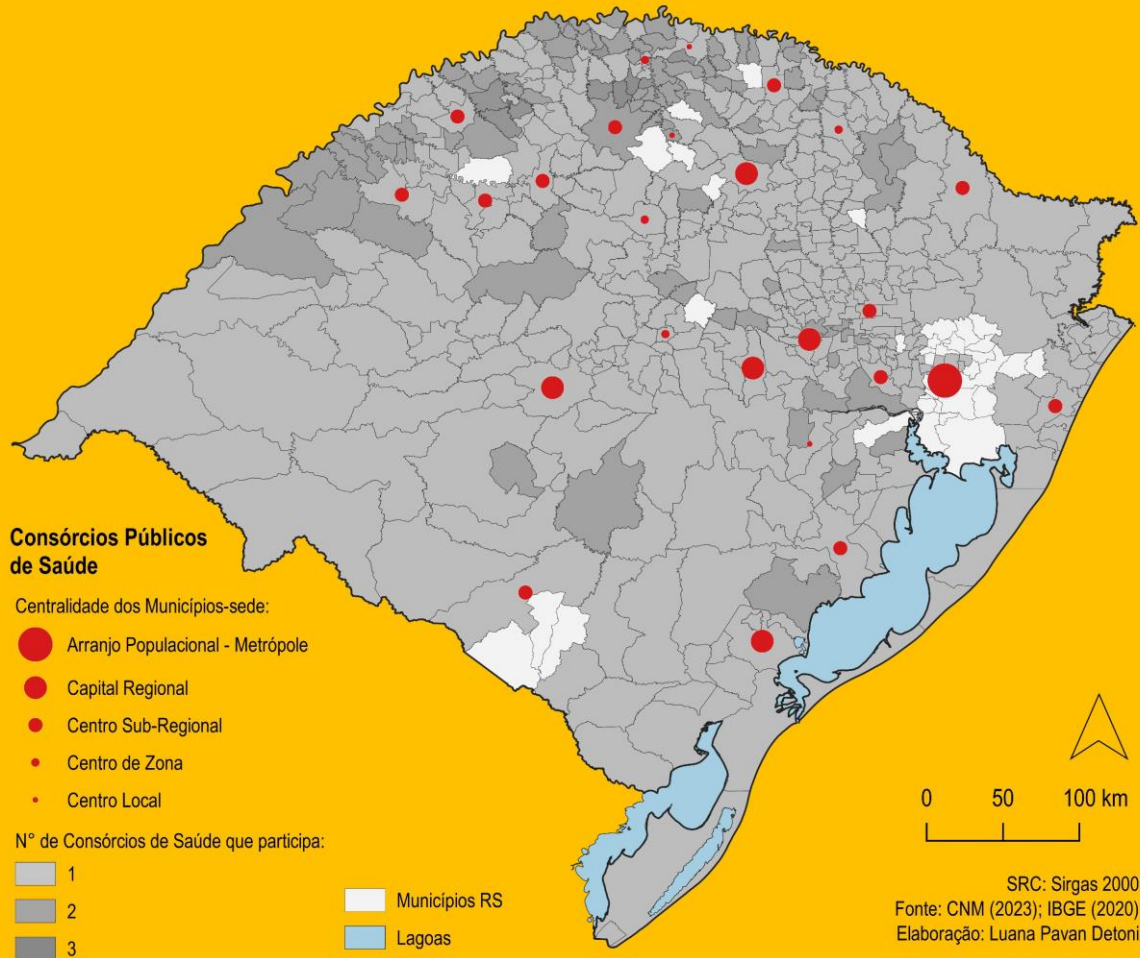 Consórcios Públicos
de Saúde
Centralidade dos Municípios-sede:
Arranjo Populacional - Metrópole
Capital Regional
Centro Sub-Regional
Centro de Zona
Centro Local
N° de Consórcios de Saúde que participa:
1
2
3
Municípios RS
Lagoas
0 50 100 km
SRC: Sirgas 2000
Fonte: CNM (2023); IBGE (2020)
Elaboração: Luana Pavan Detoni